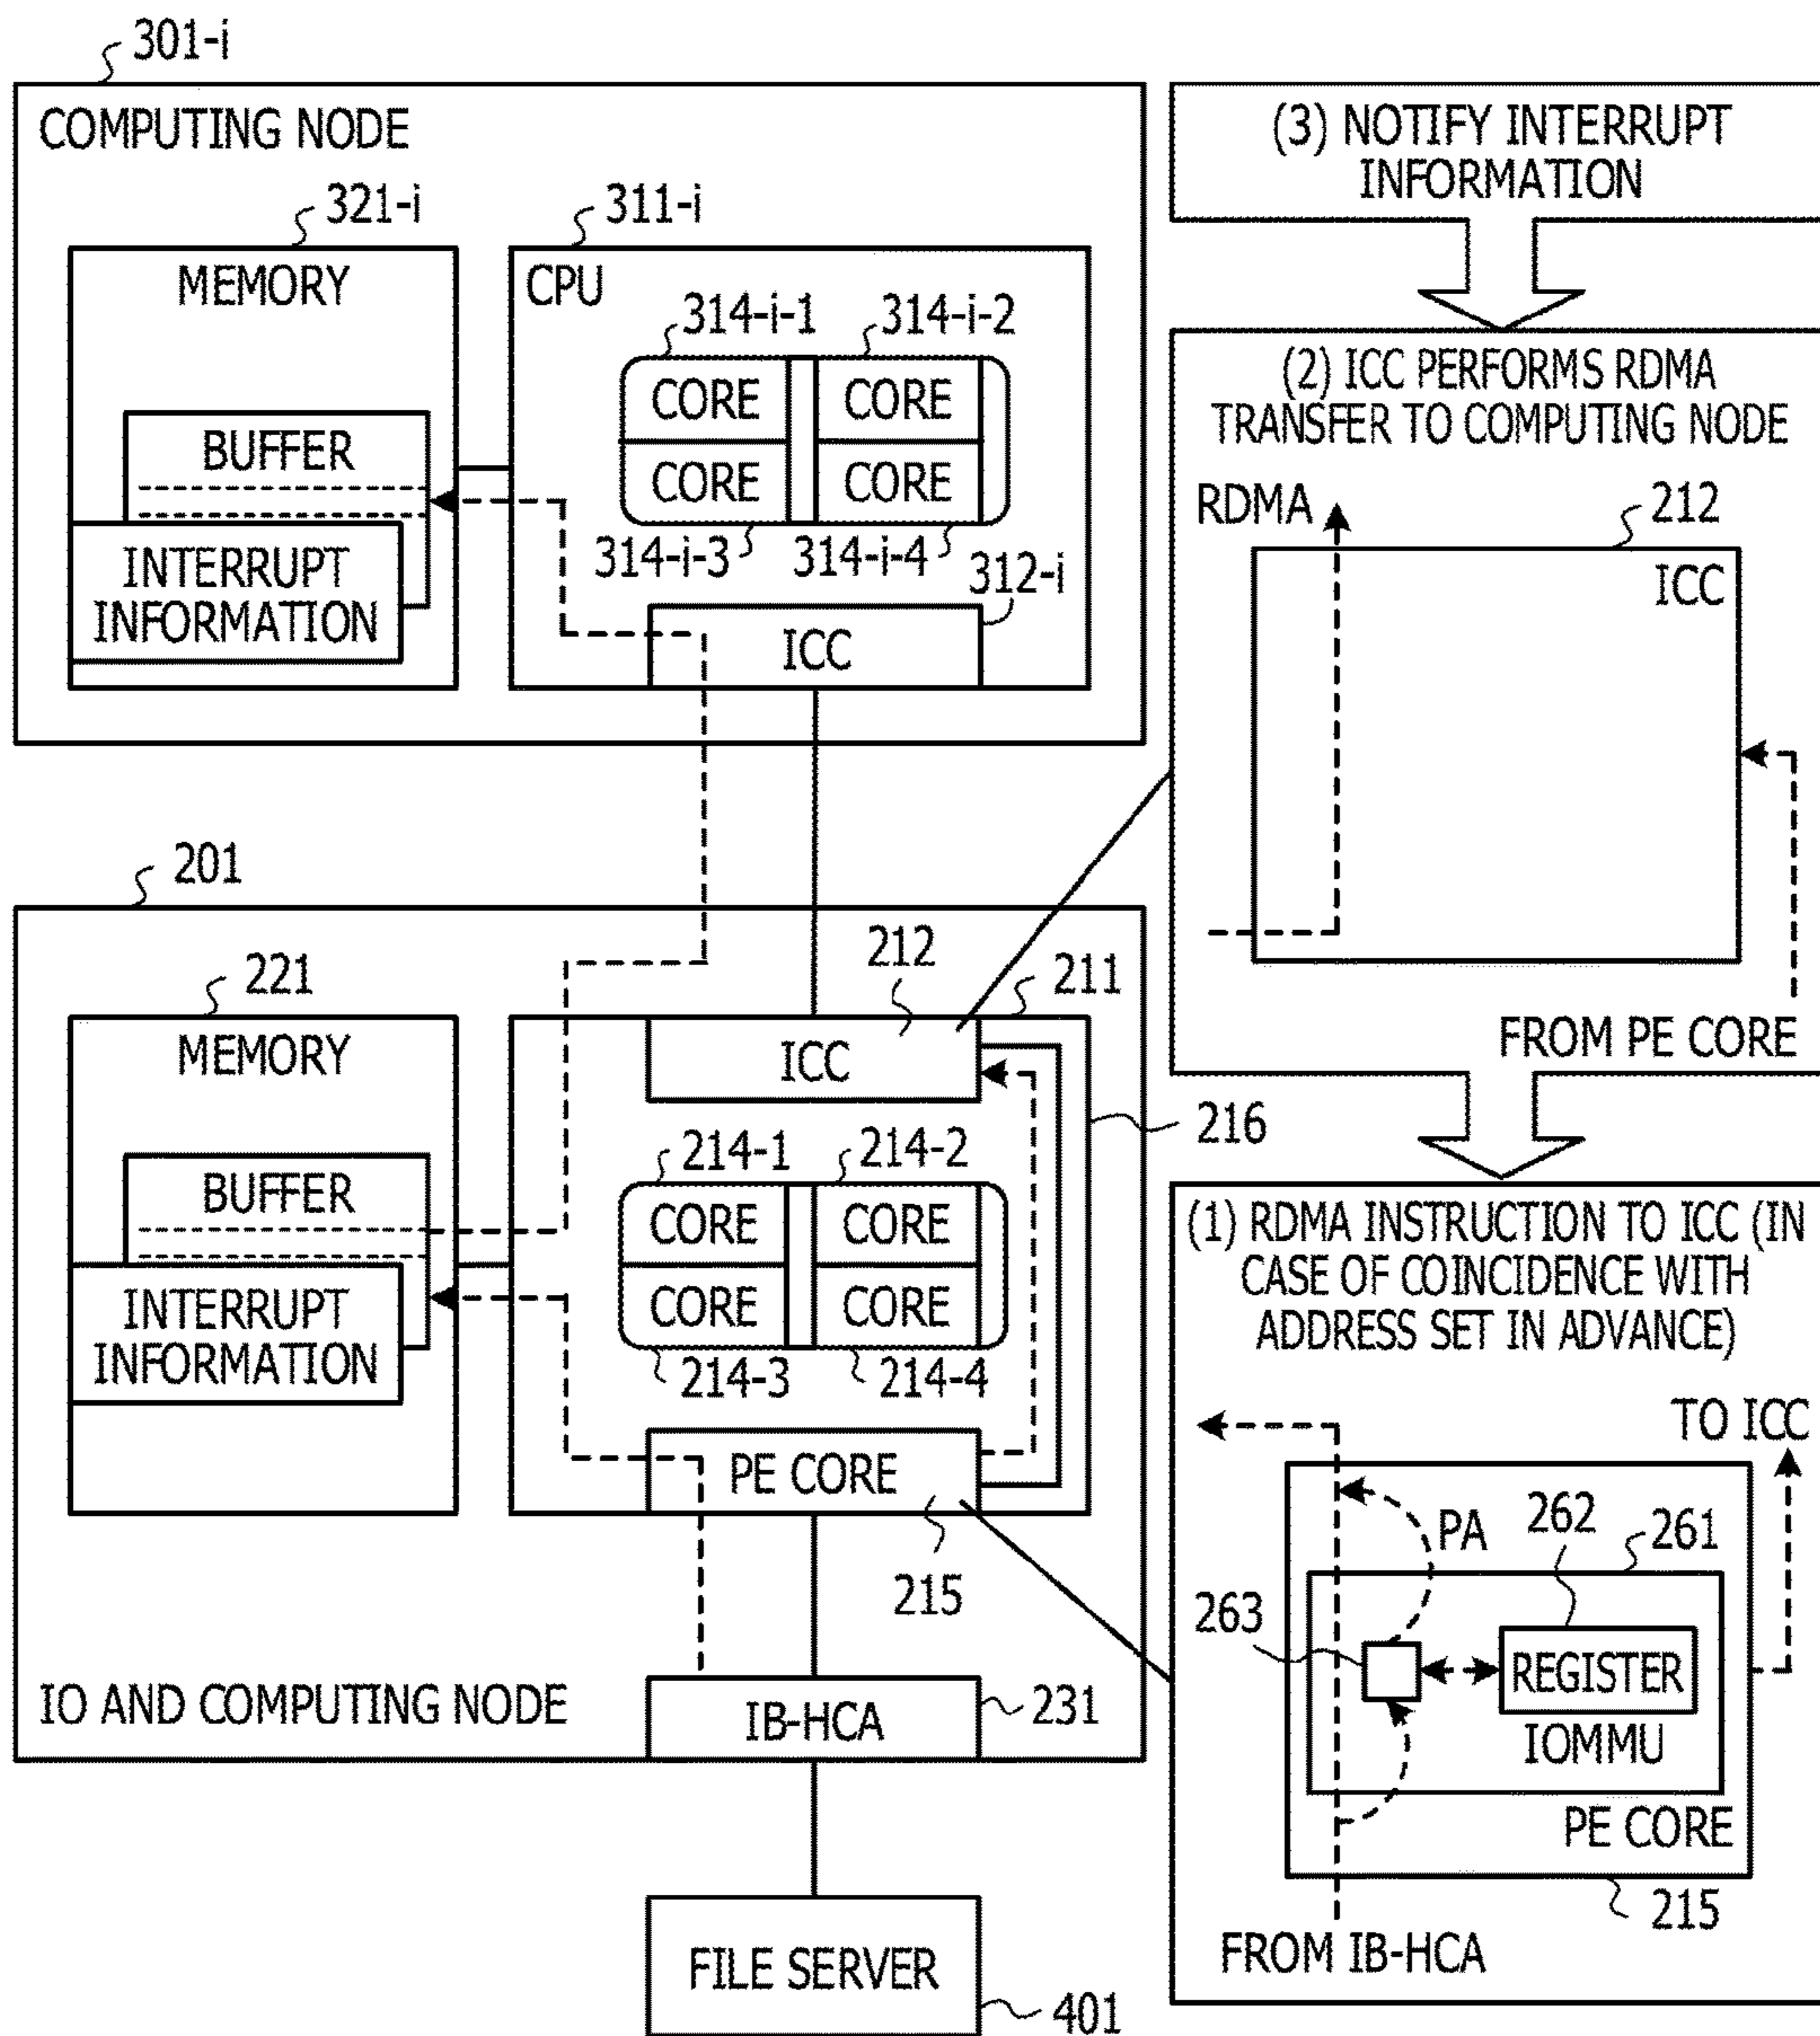 301-i
COMPUTING NODE
321-i
311-i
MEMORY
CPU
314-i-1
314-i-2
CORE
CORE
CORE
CORE
314-i-3
314-i-4
312-i
BUFFER
INTERRUPT
INFORMATION
ICC
201
221
212
211
MEMORY
ICC
216
214-1
214-2
BUFFER
CORE
CORE
CORE
CORE
INTERRUPT
INFORMATION
214-3
214-4
PE CORE
215
IO AND COMPUTING NODE
IB-HCA
231
FILE SERVER
401
(3) NOTIFY INTERRUPT
INFORMATION
(2) ICC PERFORMS RDMA
TRANSFER TO COMPUTING NODE
RDMA
212
ICC
FROM PE CORE
(1) RDMA INSTRUCTION TO ICC (IN
CASE OF COINCIDENCE WITH
ADDRESS SET IN ADVANCE)
TO ICC
PA
262
261
263
REGISTER
IOMMU
PE CORE
215
FROM IB-HCA